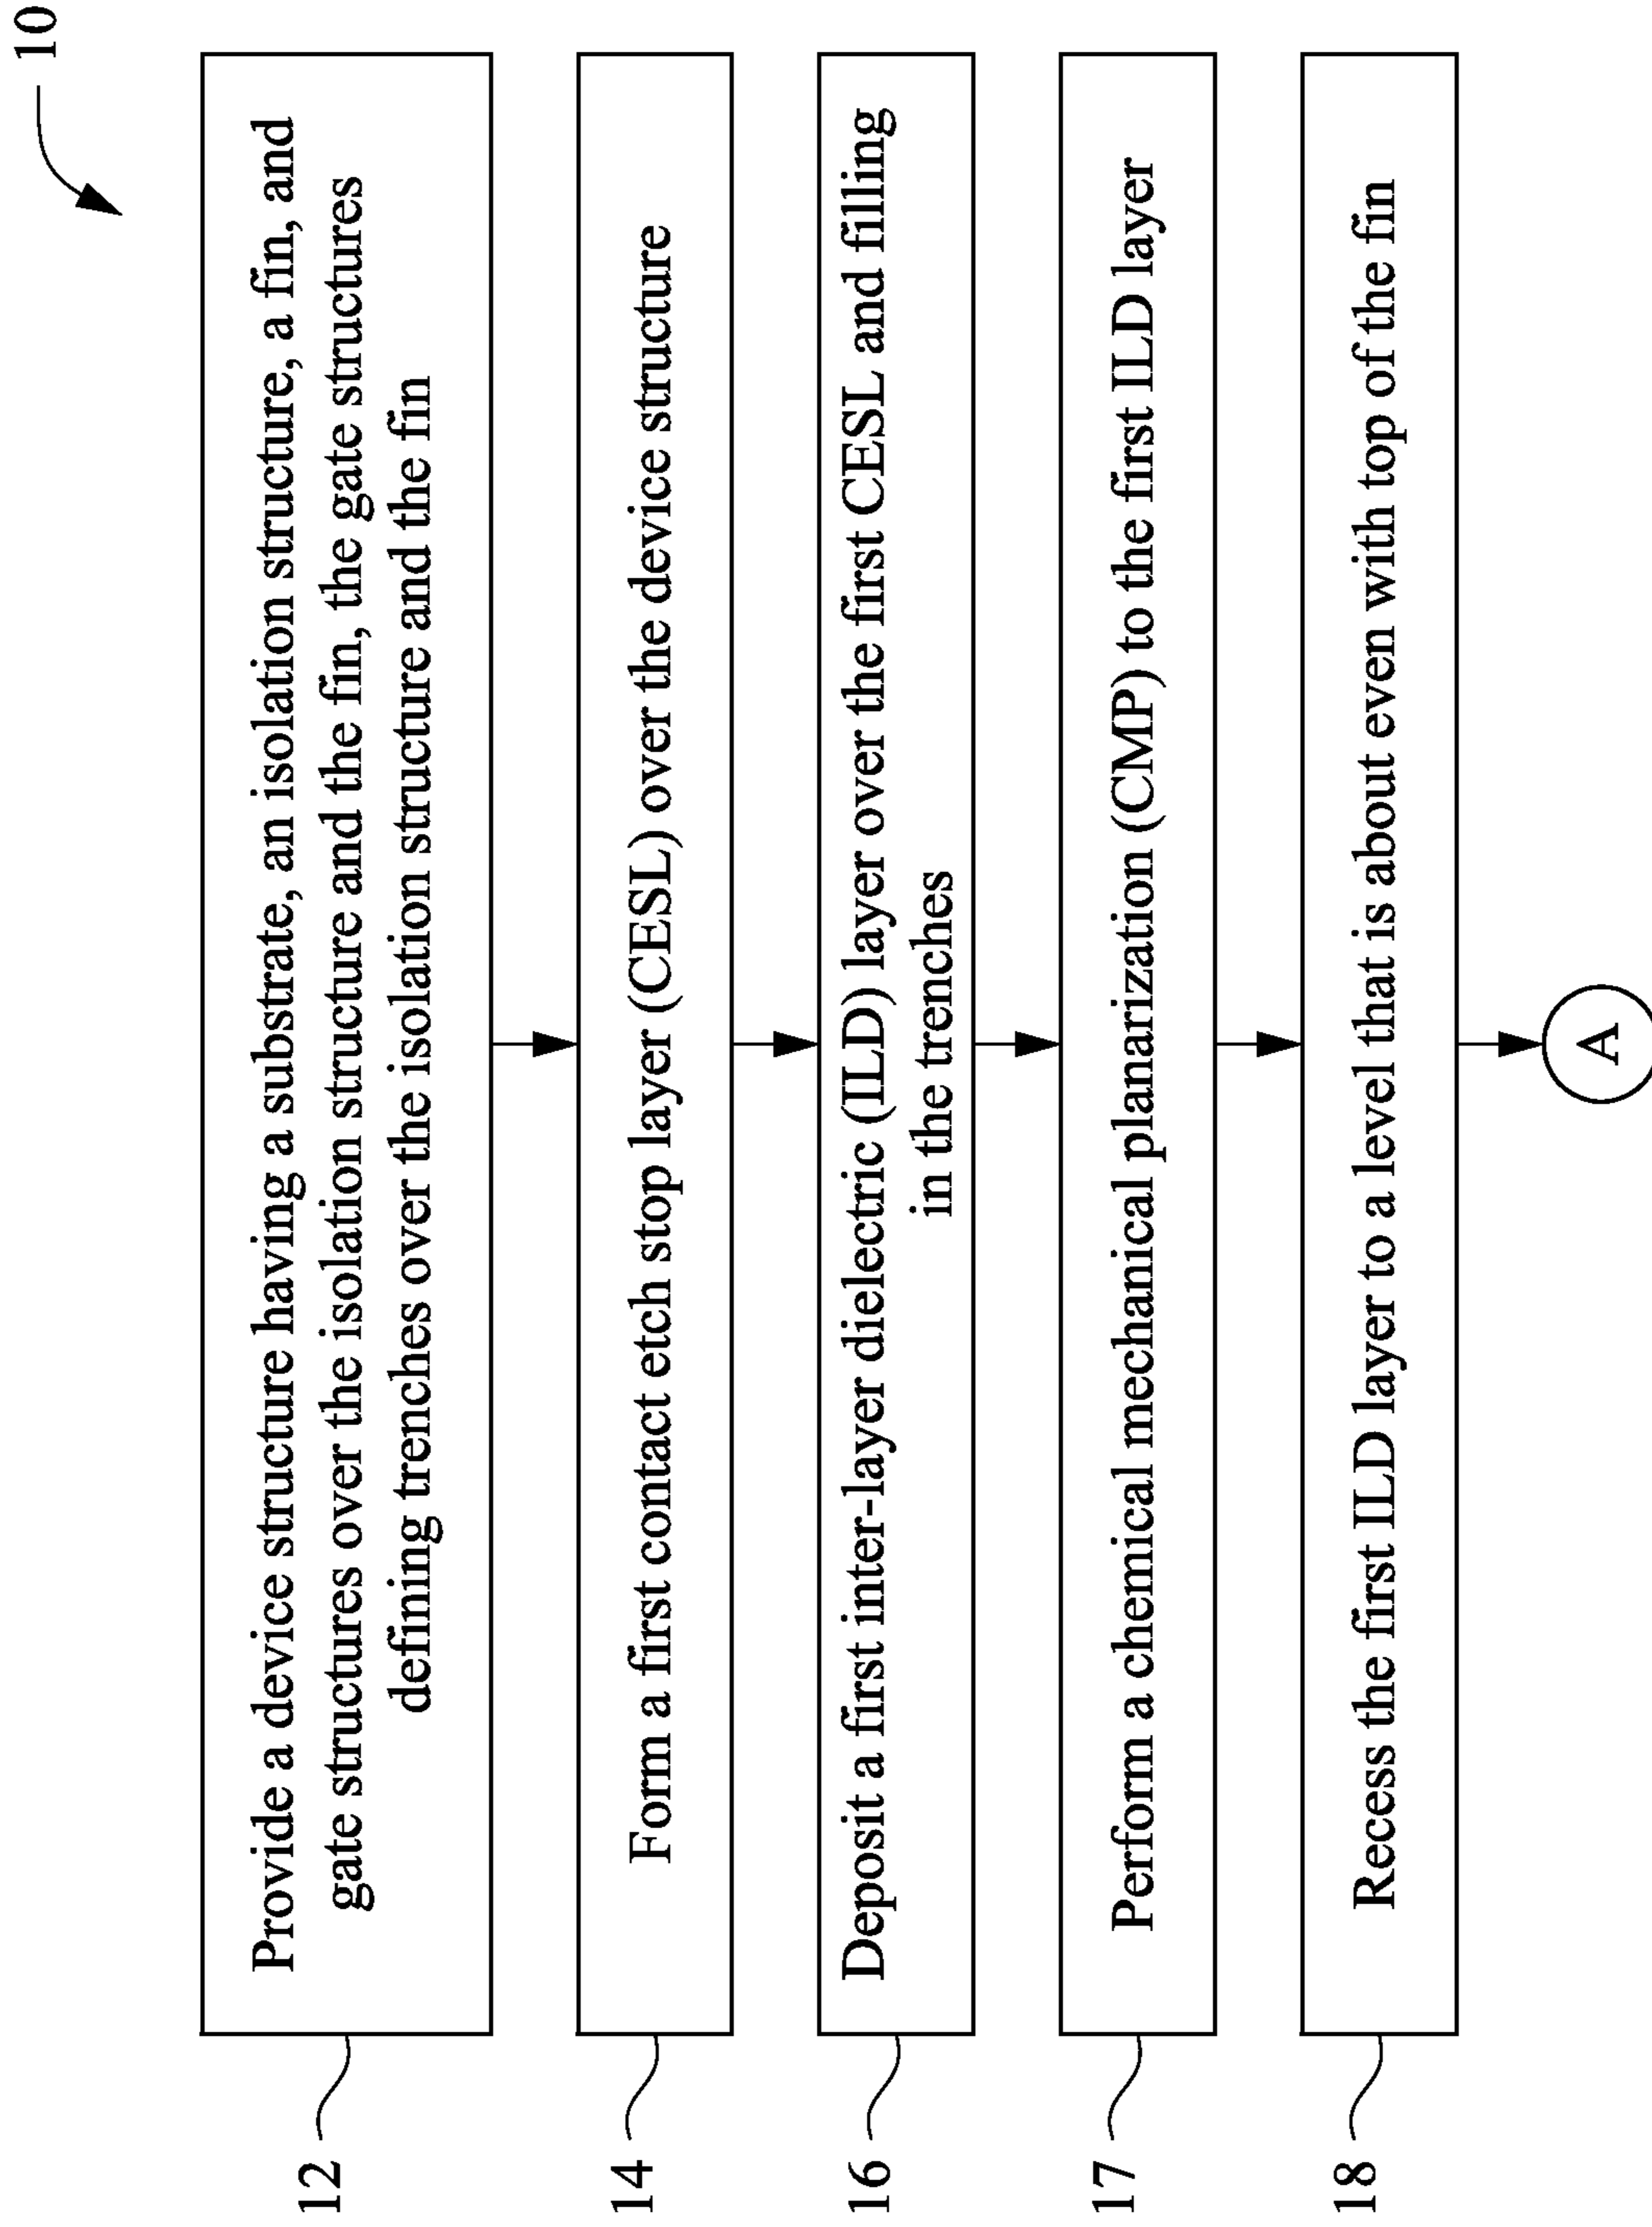 10
12
Provide a device structure having a substrate, an isolation structure, a fin, and
gate structures over the isolation structure and the fin, the gate structures
defining trenches over the isolation structure and the fin
14
Form a first contact etch stop layer (CESL) over the device structure
16
Deposit a first inter-layer dielectric (ILD) layer over the first CESL and filling
in the trenches
17
Perform a chemical mechanical planarization (CMP) to the first ILD layer
18
Recess the first ILD layer to a level that is about even with top of the fin
A